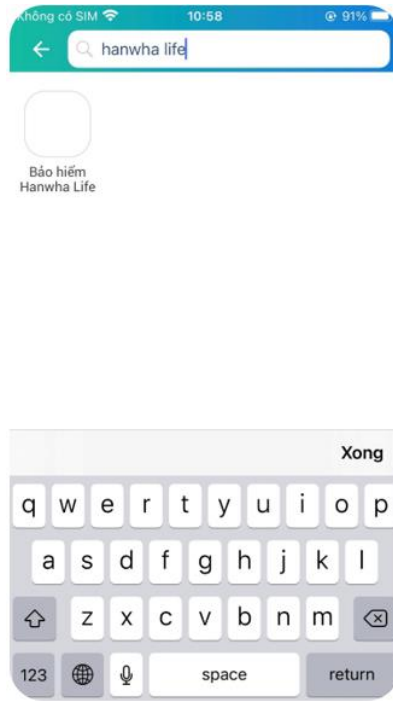 Không có SIM 10:58 91%
hanwha life
Bảo hiểm
Hanwha Life
Xong
q w e r t y u i o p
a s d f g h j k l
z x c v b n m
123 space return